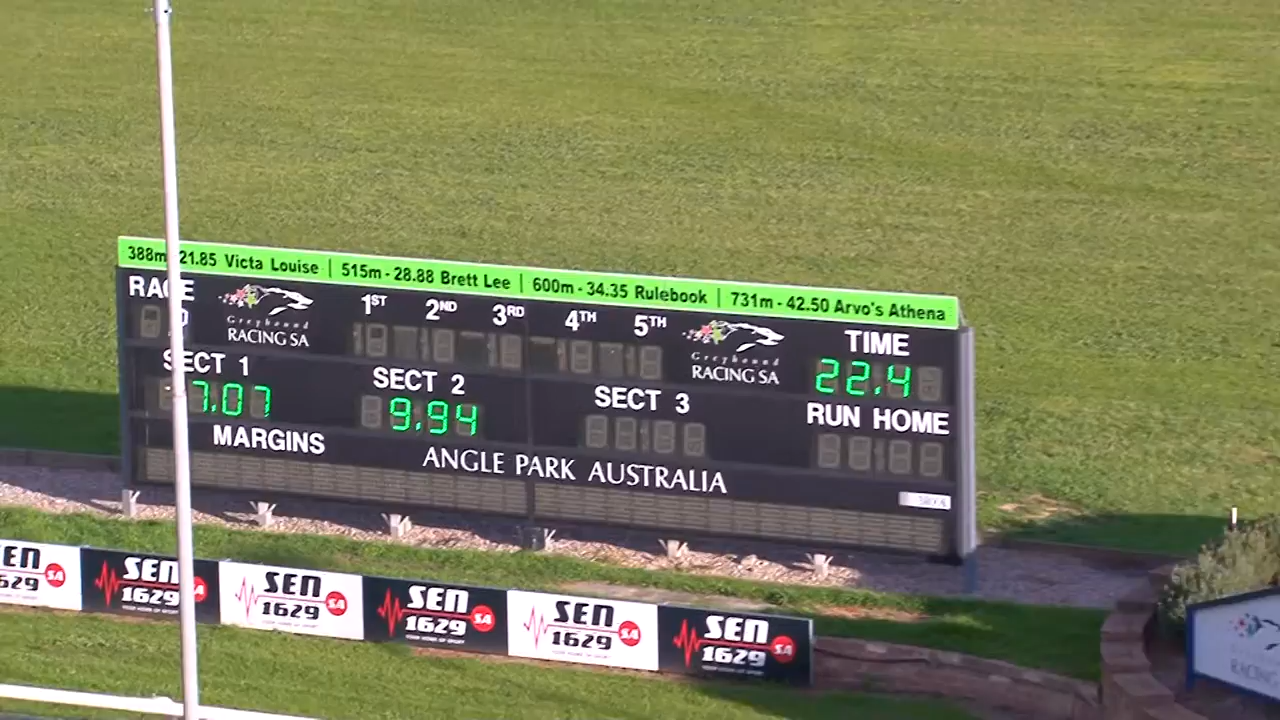 388m - 21.85 Victa Louise | 515m - 28.88 Brett Lee | 600m - 34.35 Rulebook | 731m - 42.50 Arvo's Athena
RACE
Greyhound
RACING SA
1ST 2ND 3RD 4TH 5TH
Greyhound
RACING SA
TIME
22.4
SECT 1
7.07
SECT 2
9.94
SECT 3
RUN HOME
MARGINS
ANGLE PARK AUSTRALIA
SEN
1629 SA
SEN
1629
SEN
1629 SA
SEN
1629 SA
SEN
1629 SA
SEN
1629 SA
RACING